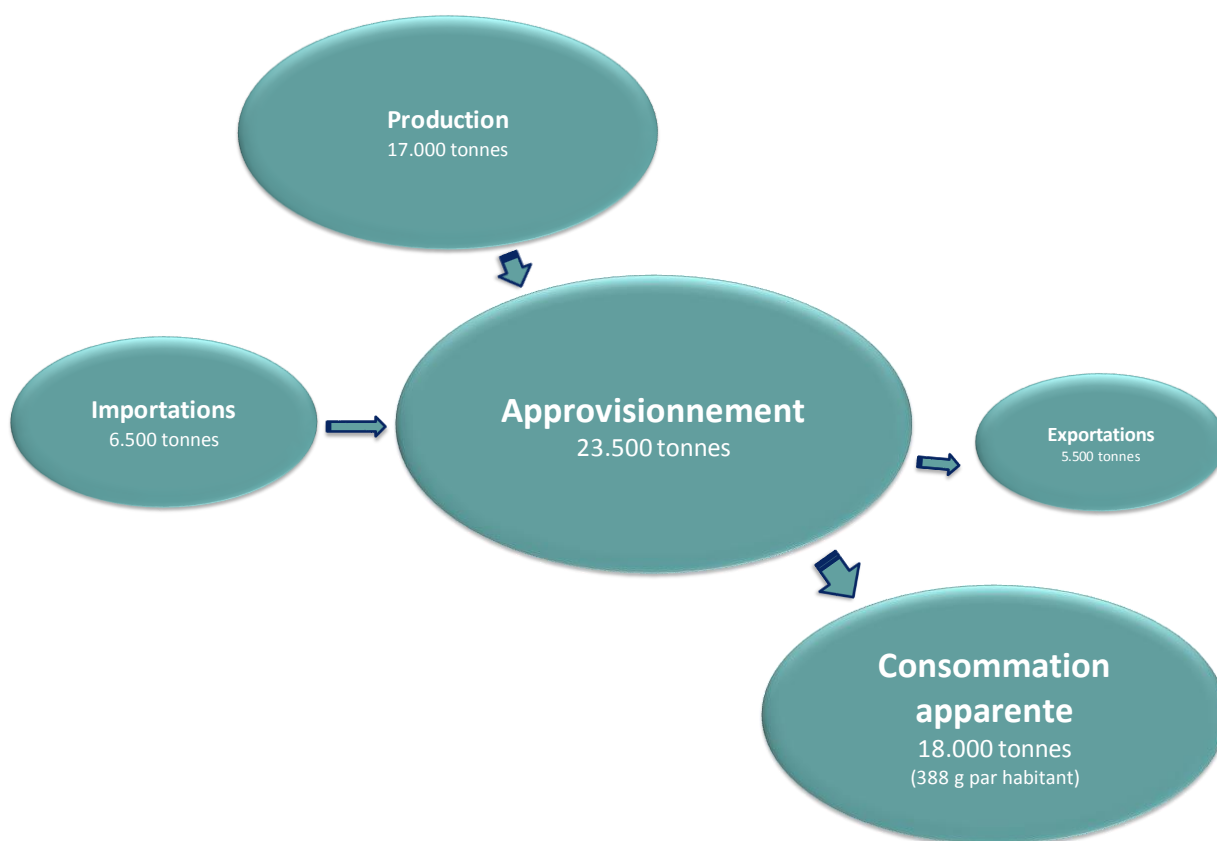 Production
17.000 tonnes
Importations
6.500 tonnes
Approvisionnement
23.500 tonnes
Exportations
5.500 tonnes
Consommation
apparente
18.000 tonnes
(388 g par habitant)